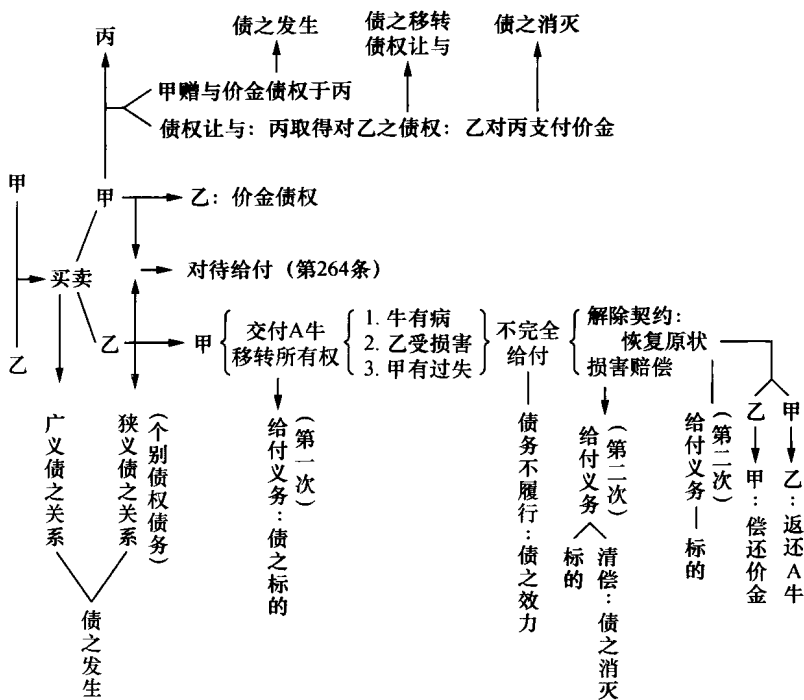 丙
债之发生
债之移转
债权让与
债之消灭
甲赠与价金债权于丙
债权让与：丙取得对乙之债权：乙对丙支付价金
甲
甲
乙：价金债权
买卖
对待给付（第264条）
乙
乙
甲
交付A牛
移转所有权
1. 牛有病
2. 乙受损害
3. 甲有过失
不完全
给付
解除契约：
恢复原状
损害赔偿
广义债之关系
狭义债之关系
（个别债权债务）
债之发生
（第一次）
给付义务：债之标的
债务不履行：债之效力
（第二次）
给付义务
标的
清偿：债之消灭
（第二次）
给付义务—标的
乙
甲：偿还价金
甲
乙：返还A牛